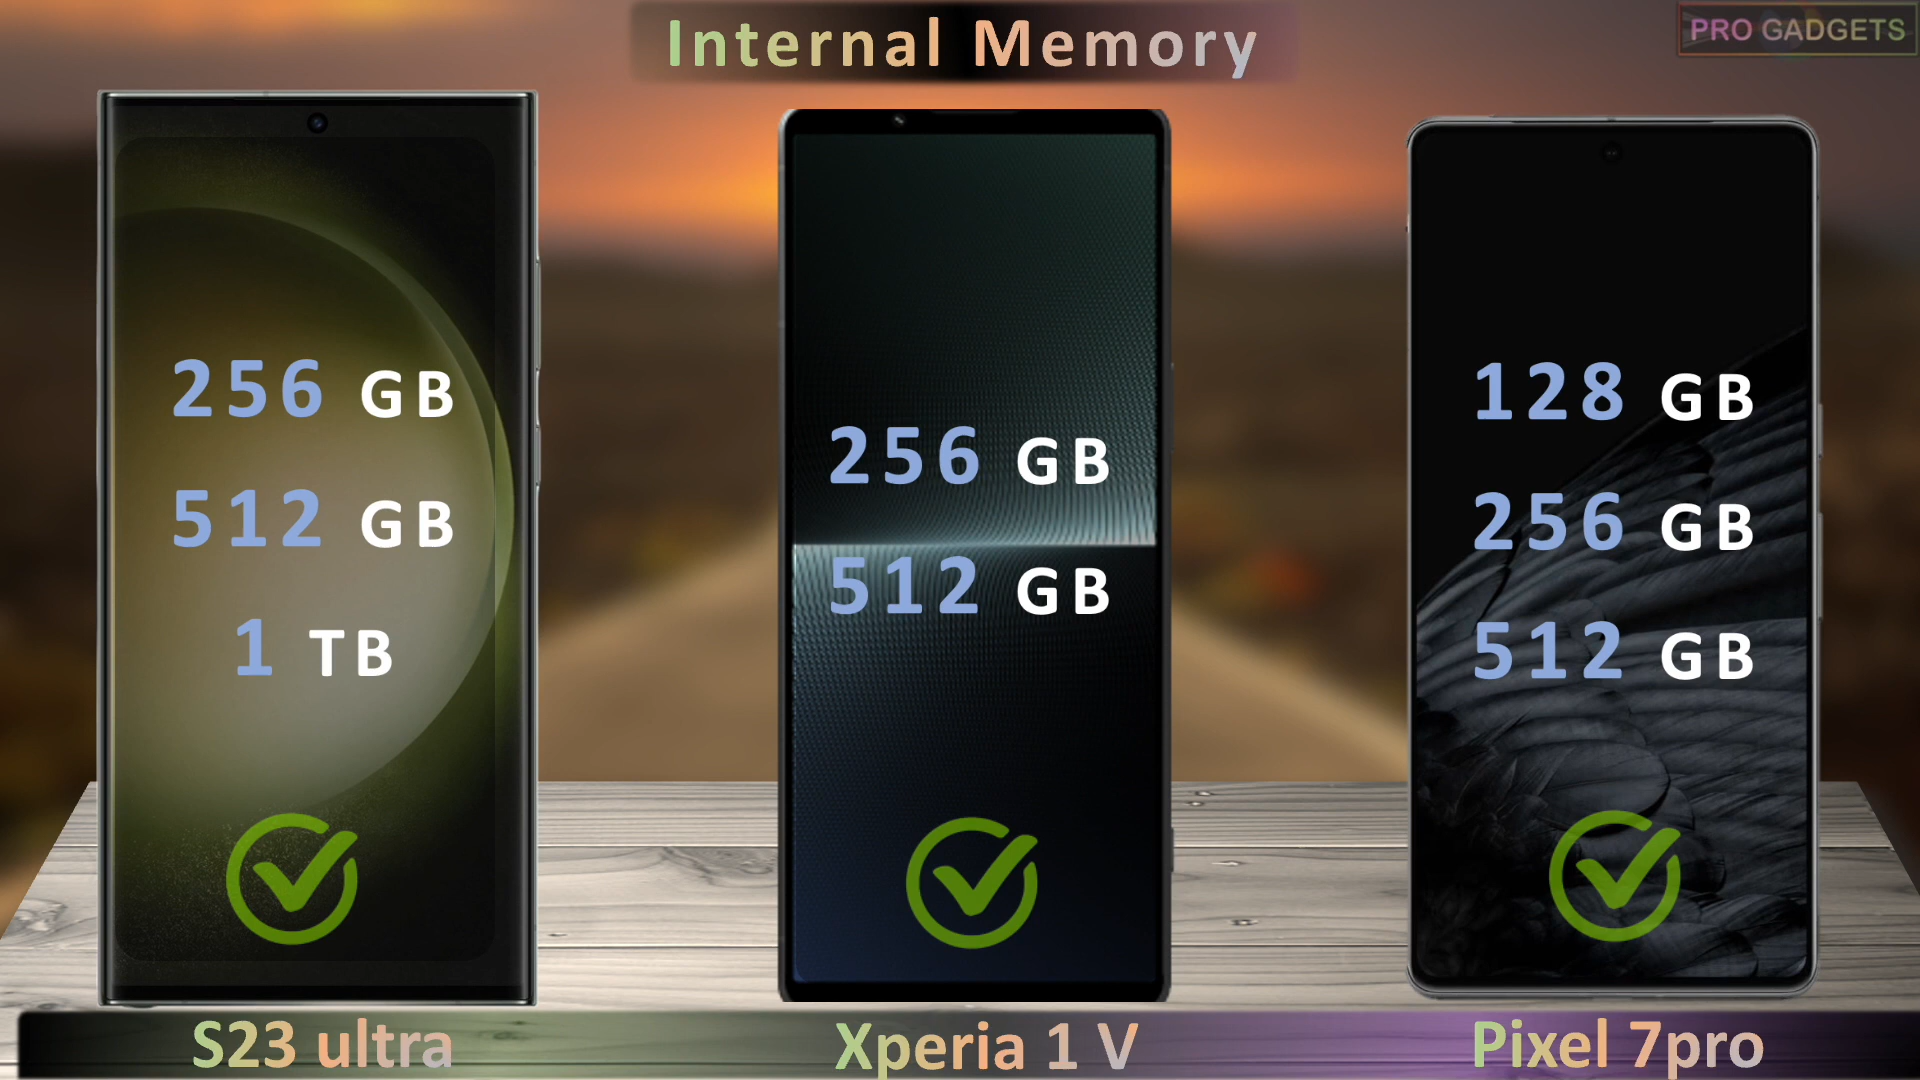 Internal Memory
PRO GADGETS
256 GB
512 GB
1 TB
256 GB
512 GB
128 GB
256 GB
512 GB
S23 ultra
Xperia 1 V
Pixel 7pro